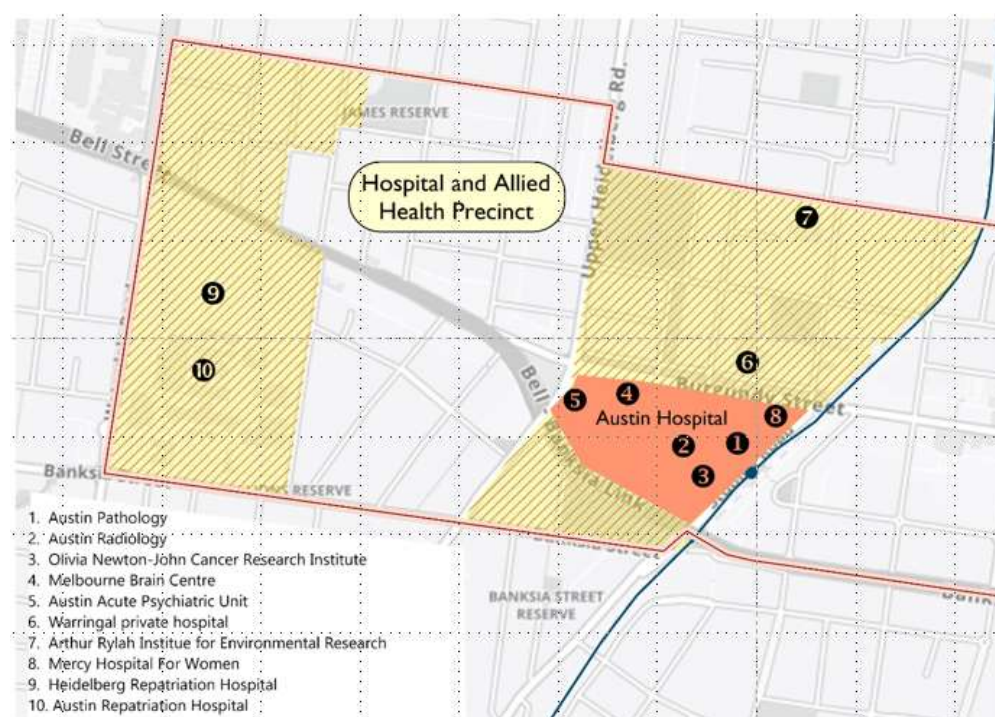 JAMES RESERVE
Upper Heidelberg Rd.
Bell Street
Hospital and Allied
Health Precinct
7
9
6
10
Bell - Banksia Link
Burgundy Street
5
4
8
Austin Hospital
2
1
3
Banksia
RESERVE
Banksia Street
BANKSIA STREET
RESERVE
1. Austin Pathology
2. Austin Radiology
3. Olivia Newton-John Cancer Research Institute
4. Melbourne Brain Centre
5. Austin Acute Psychiatric Unit
6. Warringal private hospital
7. Arthur Rylah Institue for Environmental Research
8. Mercy Hospital For Women
9. Heidelberg Repatriation Hospital
10. Austin Repatriation Hospital